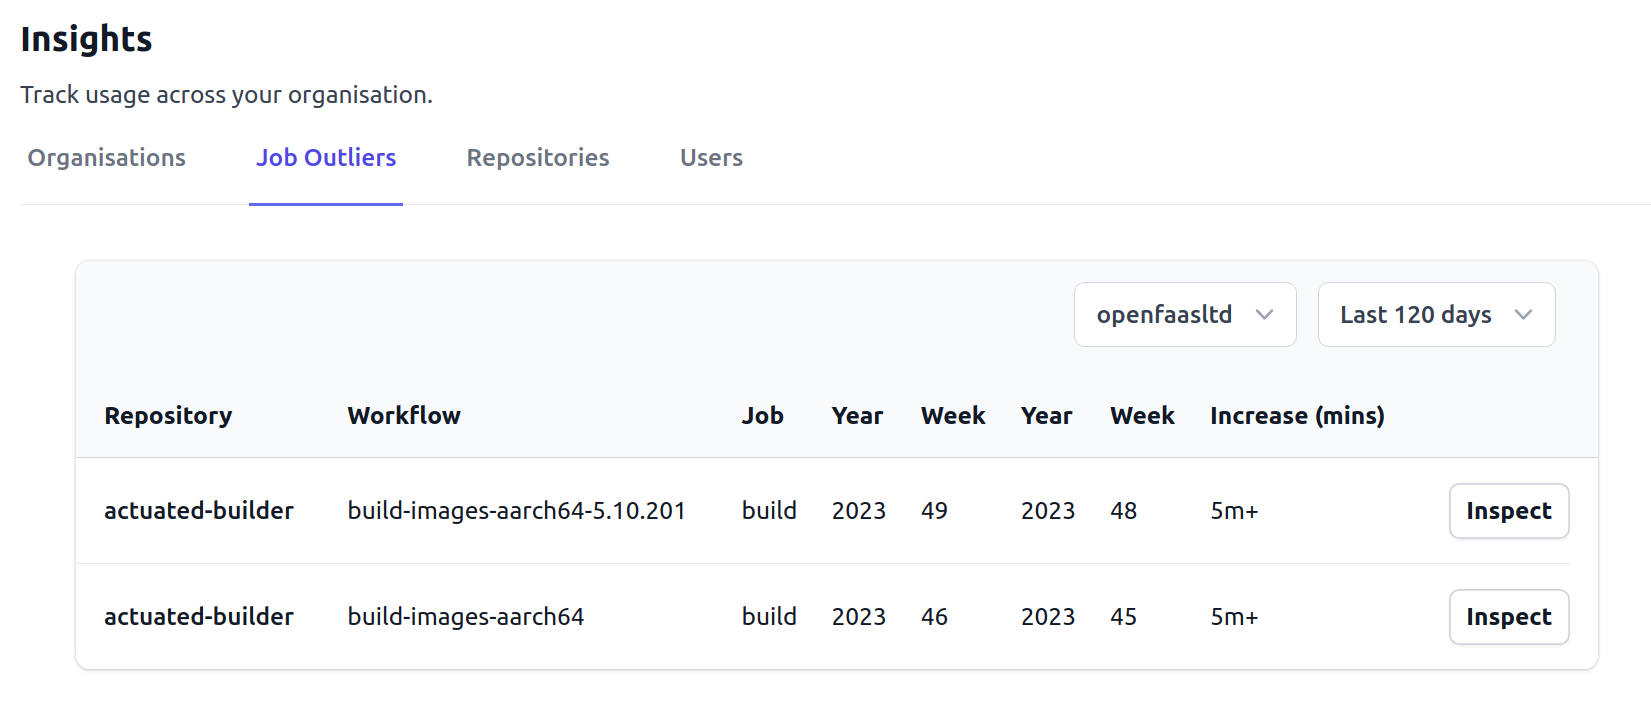 Insights
Track usage across your organisation.
Organisations Job Outliers Repositories Users
openfaasltd Last 120 days
Repository Workflow Job Year Week Year Week Increase (mins)
actuated-builder build-images-aarch64-5.10.201 build 2023 49 2023 48 5m+ Inspect
actuated-builder build-images-aarch64 build 2023 46 2023 45 5m+ Inspect